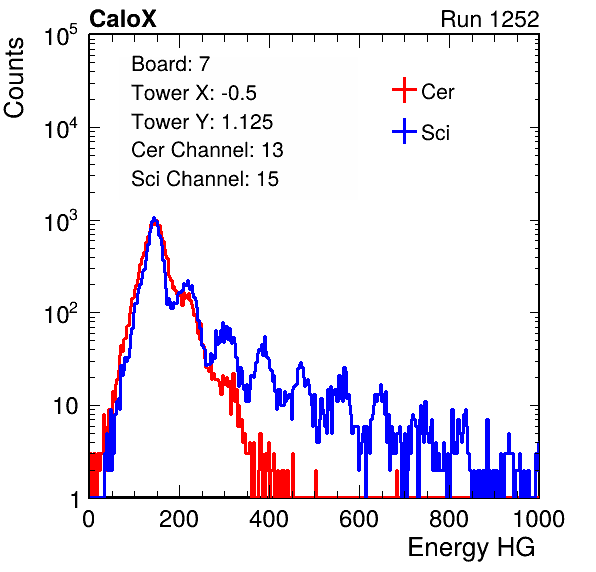 CaloX Run 1252
Counts
Board: 7
Tower X: -0.5
Tower Y: 1.125
Cer Channel: 13
Sci Channel: 15
Cer
Sci
10^5
10^4
10^3
10^2
10
1
0 200 400 600 800 1000
Energy HG